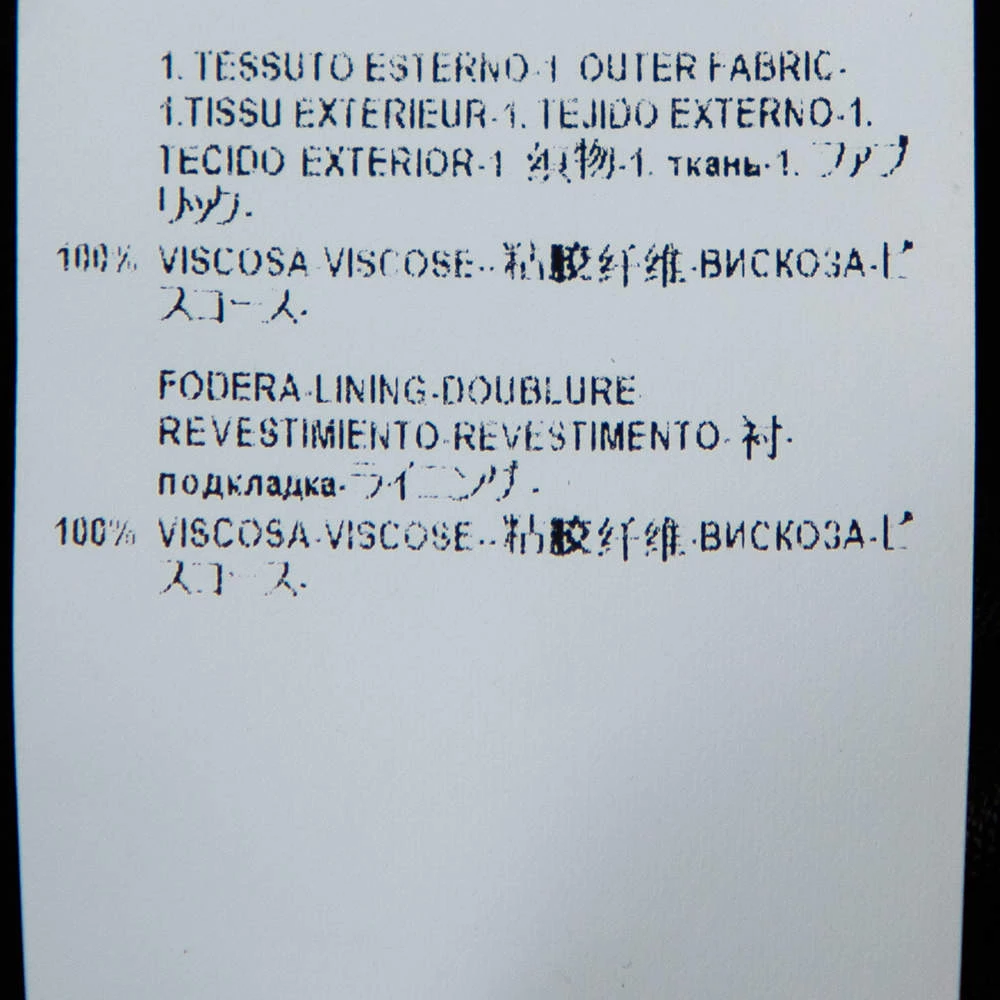 1. TESSUTO ESTERNO-1 OUTER FABRIC-
1.TISSU EXTERIEUR-1. TEJIDO EXTERNO-1.
TECIDO EXTERIOR-1 织物-1. ткань-1. ファブ
リック.
100% VISCOSA-VISCOSE--粘胶纤维-ВИСКОЗА-ビ
スコース.
FODERA-LINING-DOUBLURE
REVESTIMIENTO-REVESTIMENTO-衬-
подкладка-ライニング.
100% VISCOSA-VISCOSE--粘胶纤维-ВИСКОЗА-ビ
スコース.